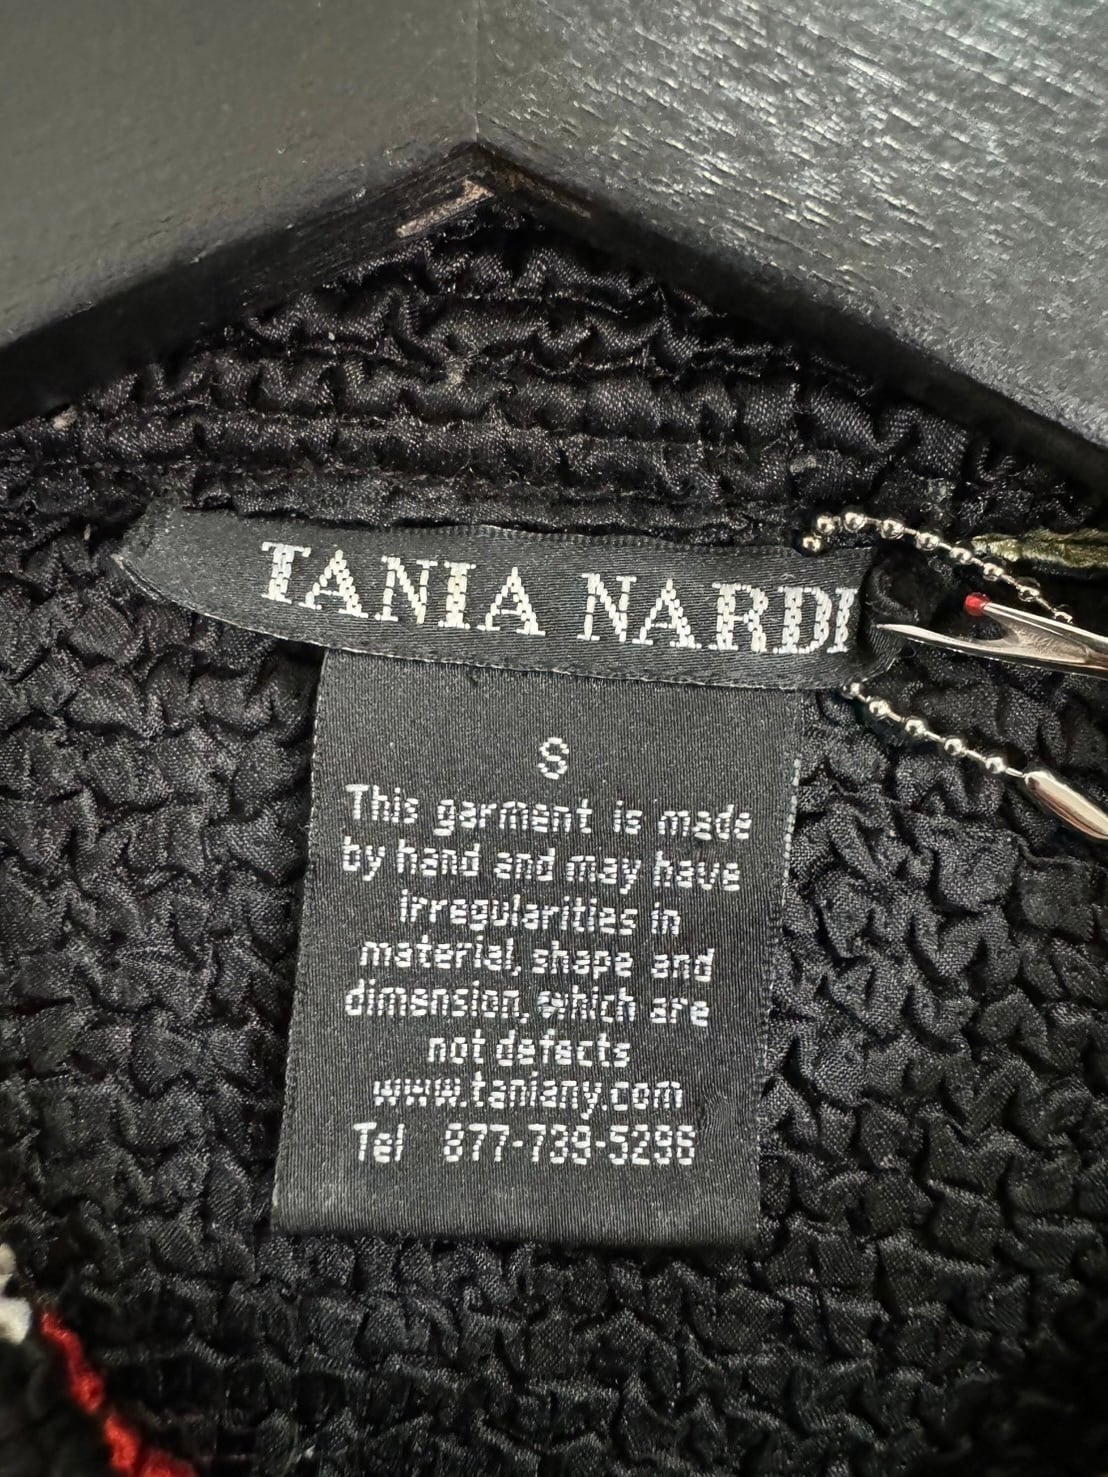 TANIA NARDI
S
This garment is made
by hand and may have
irregularities in
material, shape and
dimension, which are
not defects
www.taniany.com
Tel 877-739-5296